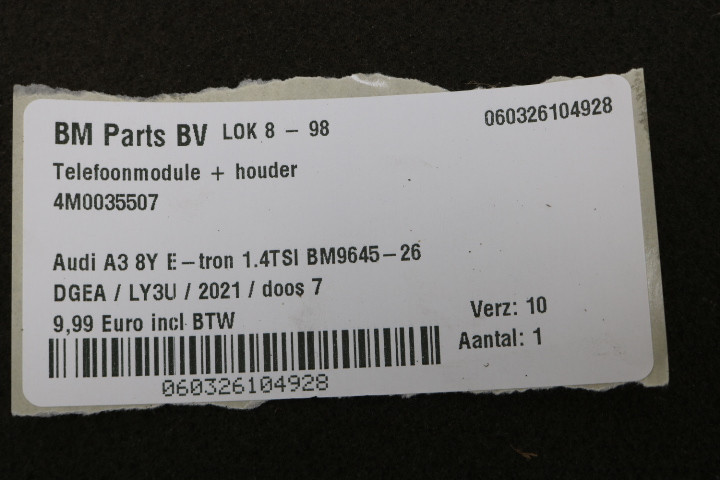 BM Parts BV LOK 8 - 98
060326104928
Telefoonmodule + houder
4M0035507
Audi A3 8Y E-tron 1.4TSI BM9645-26
DGEA / LY3U / 2021 / doos 7
9,99 Euro incl BTW
Verz: 10
Aantal: 1
060326104928